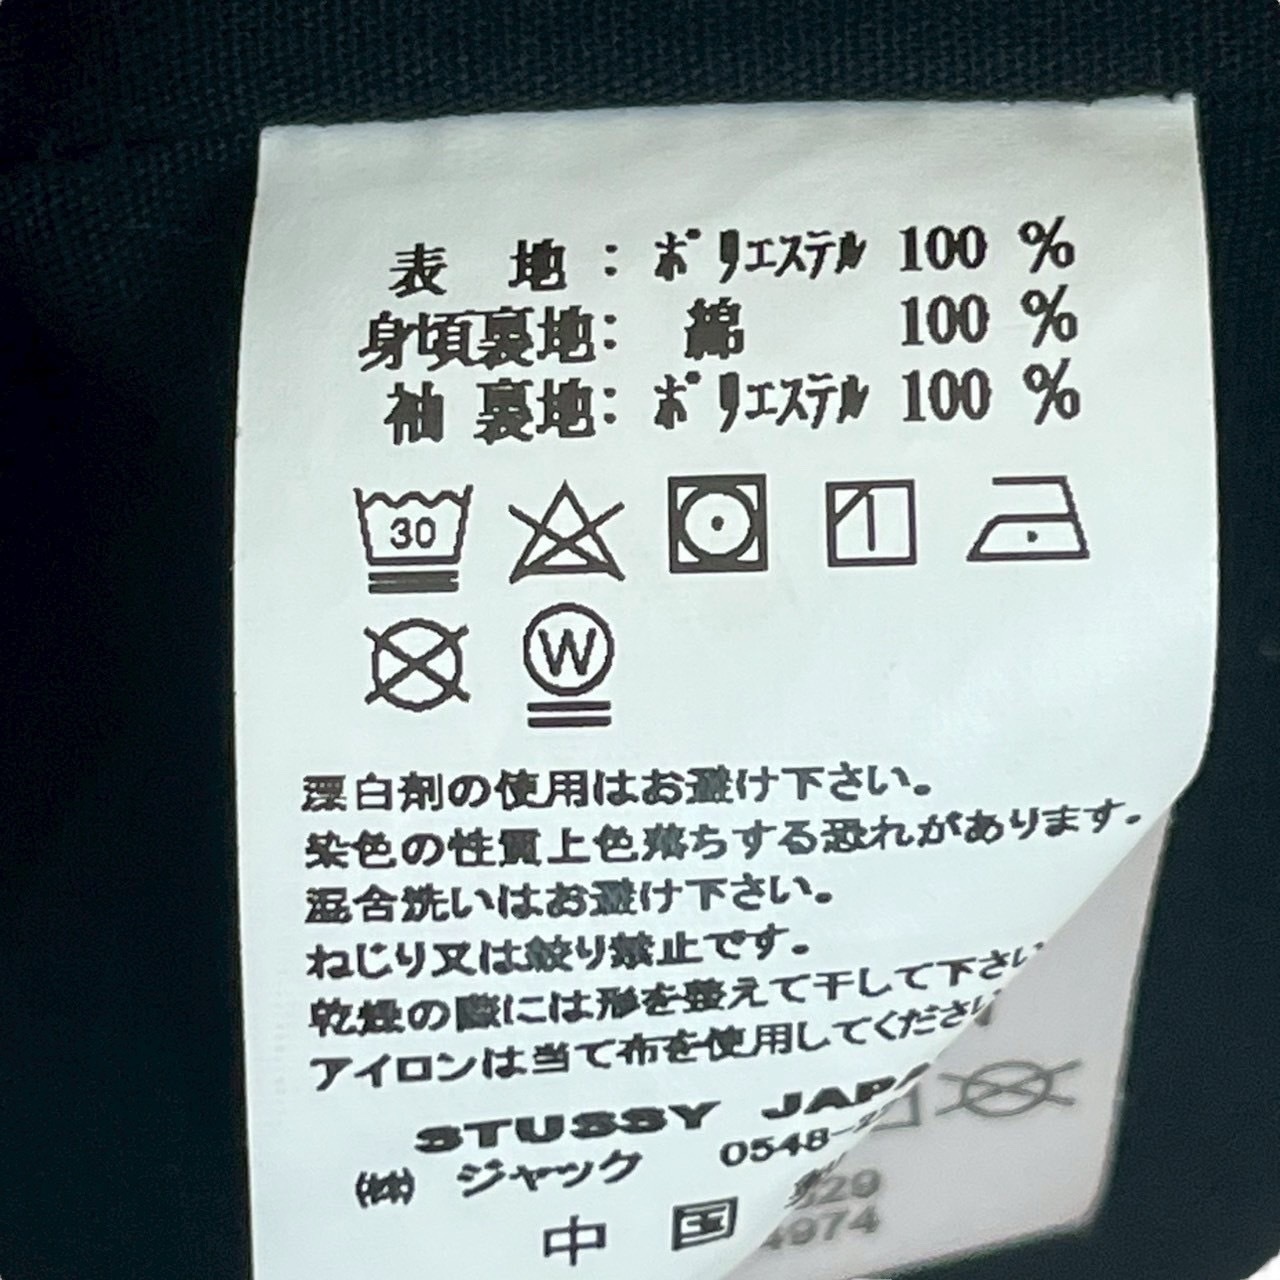 表 地 : ポリエステル 100 %
身頃裏地: 綿 100 %
袖 裏地: ポリエステル 100 %
30
W
漂白剤の使用はお避け下さい。
染色の性質上色落ちする恐れがあります。
混合洗いはお避け下さい。
ねじり又は絞り禁止です。
乾燥の際には形を整えて干して下さい
アイロンは当て布を使用してください
STUSSY JAPA
(株) ジャック 0548-2
中 国
29
4974